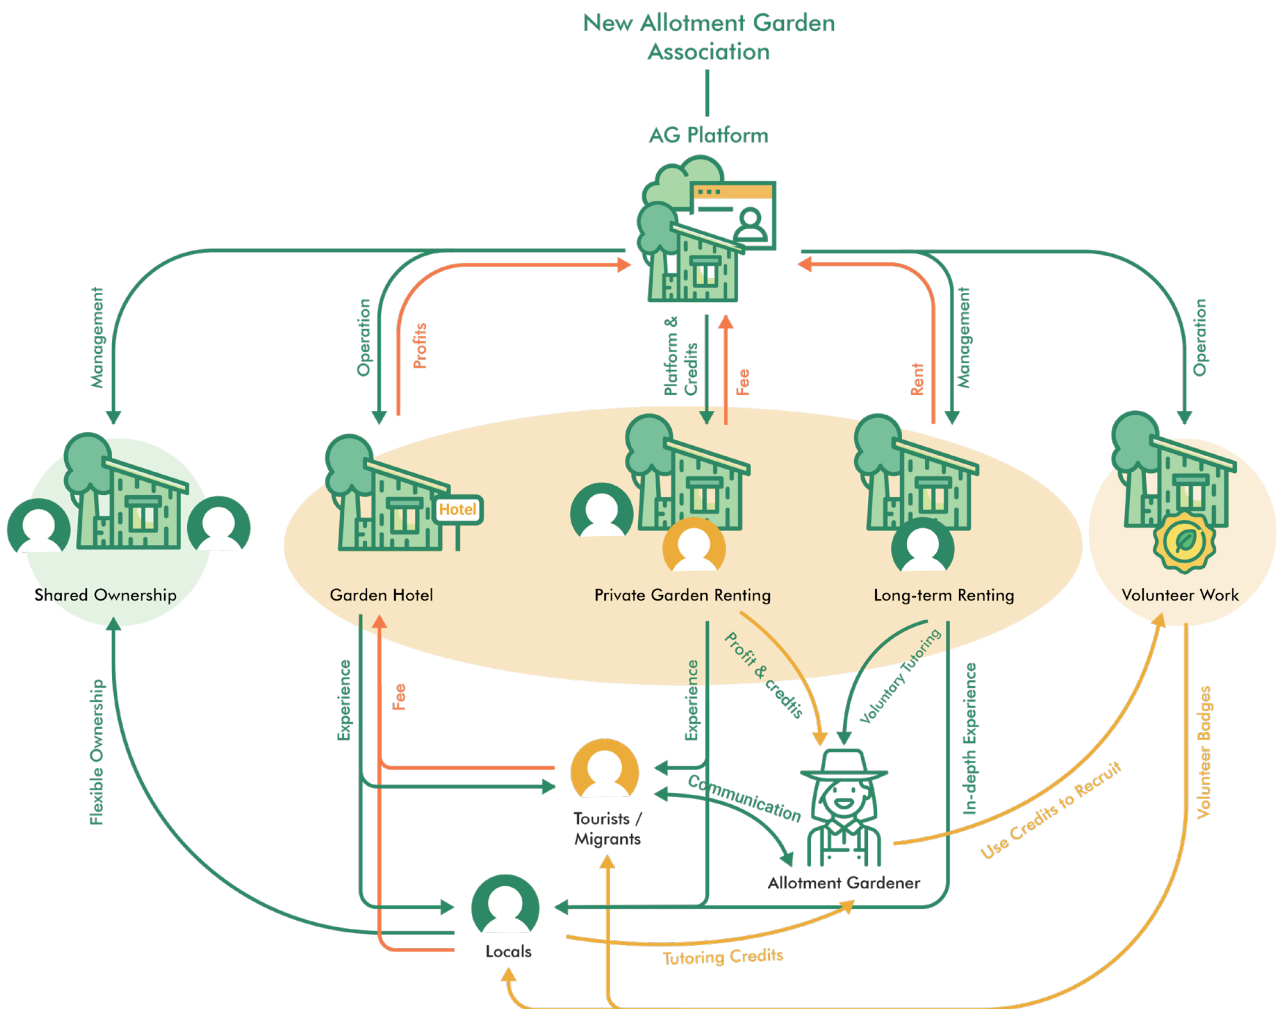 New Allotment Garden
Association
AG Platform
Management
Operation
Profits
Platform &
Credits
Fee
Rent
Management
Operation
Hotel
Shared Ownership
Garden Hotel
Private Garden Renting
Long-term Renting
Volunteer Work
Flexible Ownership
Experience
Fee
Experience
Profit & credtis
Voluntary Tutoring
In-depth Experience
Volunteer Badges
Communication
Use Credits to Recruit
Tourists /
Migrants
Allotment Gardener
Locals
Tutoring Credits